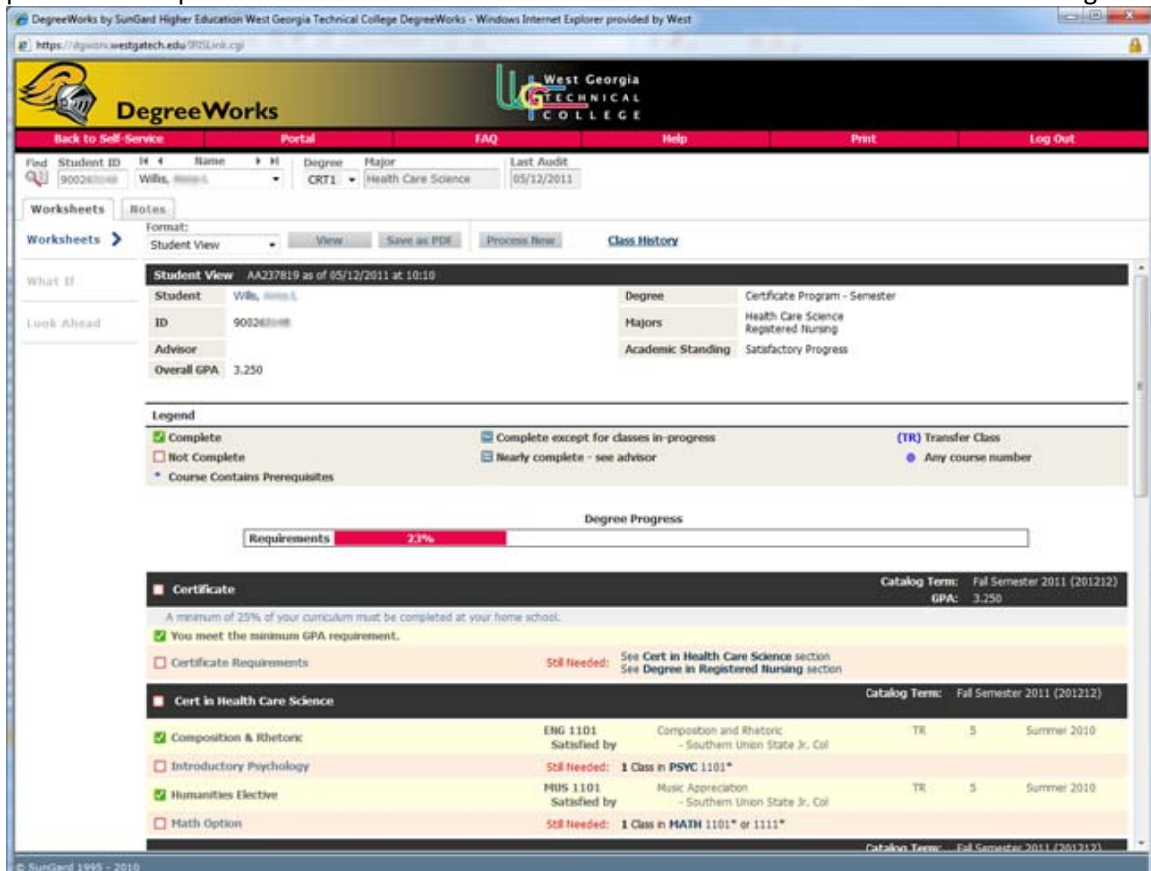 DegreeWorks by SunGard Higher Education West Georgia Technical College DegreeWorks - Windows Internet Explorer provided by West
westgatech.edu/IRISLink.cgi
West Georgia
TECHNICAL
COLLEGE
DegreeWorks
Back to Self-Service Portal FAQ Help Print Log Out
Find Student ID Name Degree Major Last Audit
Willis, CRT1 Health Care Science 05/12/2011
Worksheets Notes
Worksheets
Format:
Student View View Save as PDF Process New Class History
What If
Student View AA237819 as of 05/12/2011 at 10:10
Student Willis, Degree Certificate Program - Semester
Look Ahead
ID Majors Health Care Science
Registered Nursing
Advisor Academic Standing Satisfactory Progress
Overall GPA 3.250
Legend
Complete Complete except for classes in-progress (TR) Transfer Class
Not Complete Nearly complete - see advisor @ Any course number
* Course Contains Prerequisites
Degree Progress
Requirements 23%
Certificate Catalog Term: Fall Semester 2011 (201212)
GPA: 3.250
A minimum of 25% of your curriculum must be completed at your home school.
You meet the minimum GPA requirement.
Certificate Requirements Still Needed: See Cert in Health Care Science section
See Degree in Registered Nursing section
Cert in Health Care Science Catalog Term: Fall Semester 2011 (201212)
Composition & Rhetoric ENG 1101 Composition and Rhetoric TR 5 Summer 2010
Satisfied by - Southern Union State Jr. Col
Introductory Psychology Still Needed: 1 Class in PSYC 1101*
Humanities Elective MUS 1101 Music Appreciation TR 5 Summer 2010
Satisfied by - Southern Union State Jr. Col
Math Option Still Needed: 1 Class in MATH 1101* or 1111*
Catalog Term: Fall Semester 2011 (201212)
© SunGard 1995 - 2010